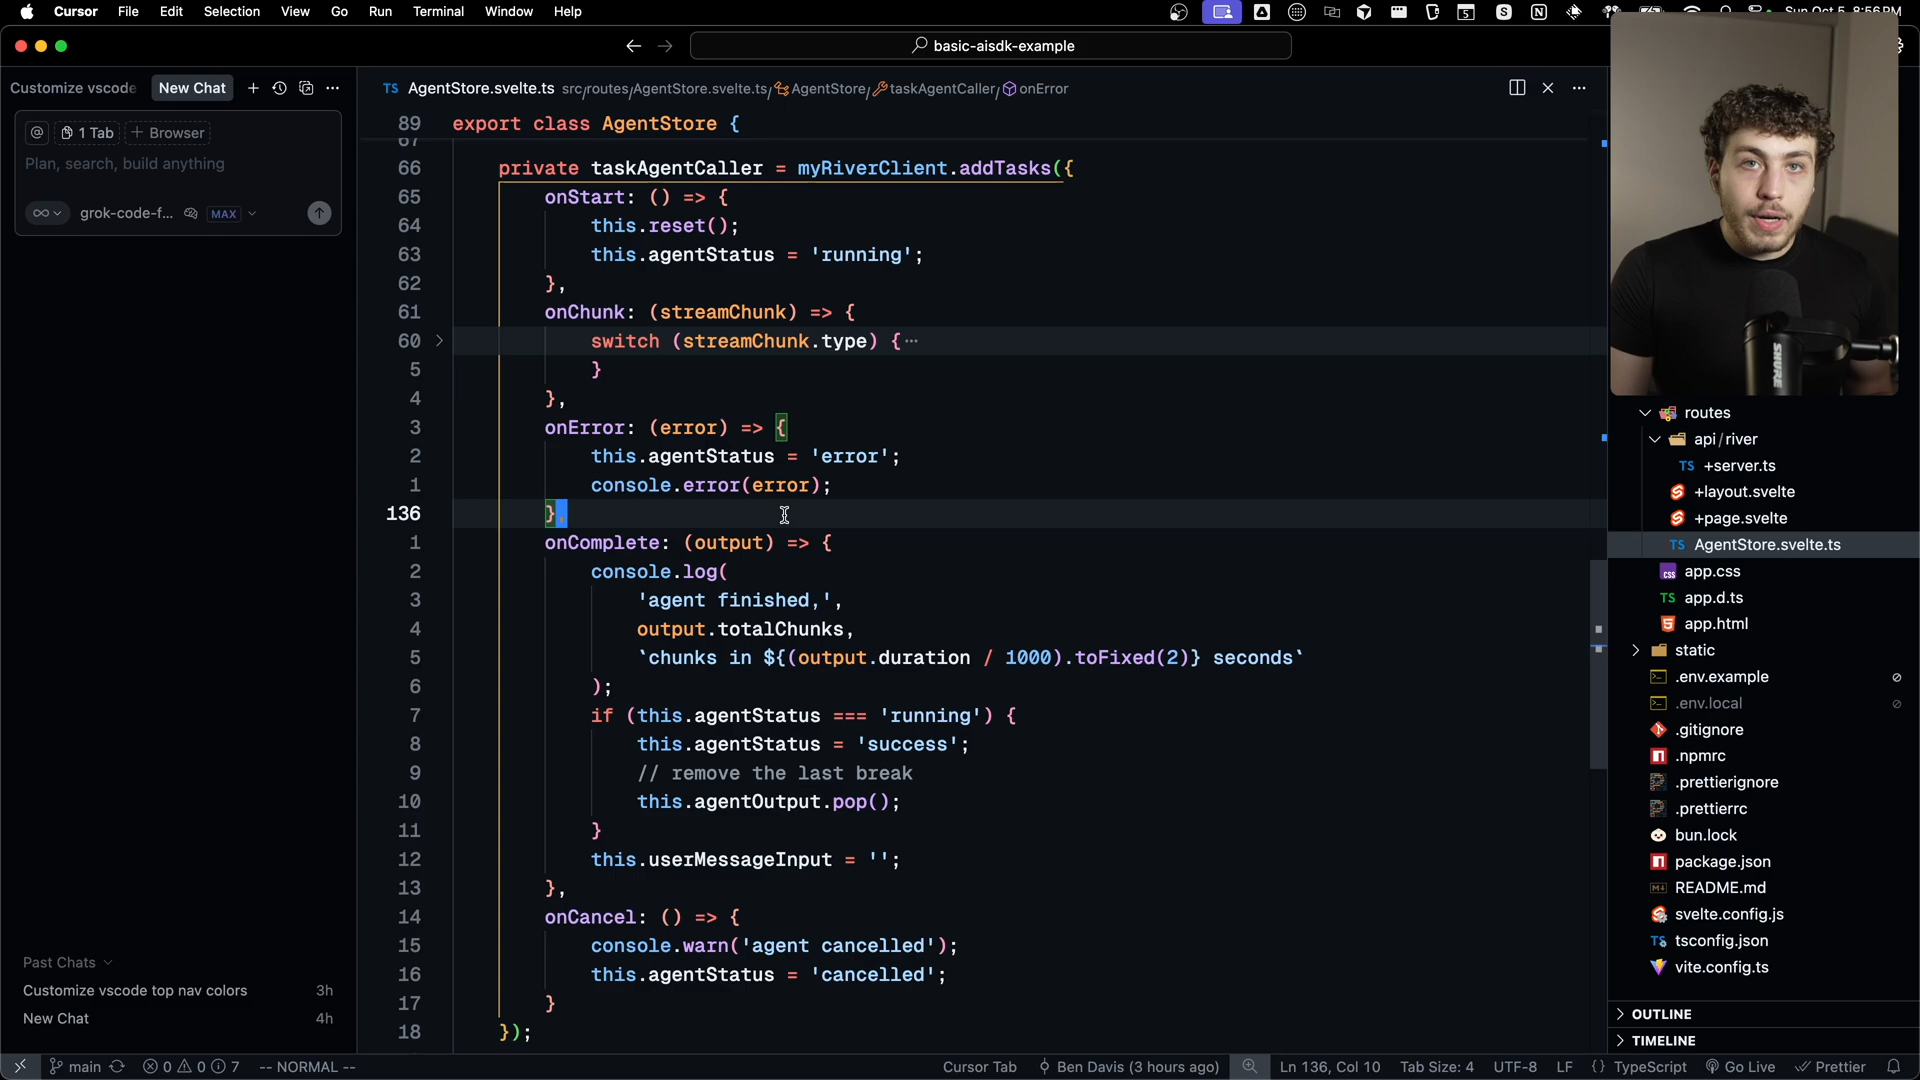 Cursor File Edit Selection View Go Run Terminal Window Help
Sun Oct 5 8:56 PM
basic-aisdk-example
Customize vscode New Chat
AgentStore.svelte.ts src/routes/AgentStore.svelte.ts/ AgentStore/ taskAgentCaller/ onError
@ 1 Tab + Browser
Plan, search, build anything
grok-code-f... MAX
89 export class AgentStore {
67
66 private taskAgentCaller = myRiverClient.addTasks({
65 onStart: () => {
64 this.reset();
63 this.agentStatus = 'running';
62 },
61 onChunk: (streamChunk) => {
60 switch (streamChunk.type) {…
5 }
4 },
3 onError: (error) => {
2 this.agentStatus = 'error';
1 console.error(error);
136 },
1 onComplete: (output) => {
2 console.log(
3 'agent finished,',
4 output.totalChunks,
5 `chunks in ${(output.duration / 1000).toFixed(2)} seconds`
6 );
7 if (this.agentStatus === 'running') {
8 this.agentStatus = 'success';
9 // remove the last break
10 this.agentOutput.pop();
11 }
12 this.userMessageInput = '';
13 },
14 onCancel: () => {
15 console.warn('agent cancelled');
16 this.agentStatus = 'cancelled';
17 }
18 });
Past Chats
Customize vscode top nav colors 3h
New Chat 4h
SHURE
routes
api/river
TS +server.ts
+layout.svelte
+page.svelte
TS AgentStore.svelte.ts
app.css
TS app.d.ts
app.html
static
.env.example
.env.local
.gitignore
.npmrc
.prettierignore
.prettierrc
bun.lock
package.json
README.md
svelte.config.js
tsconfig.json
vite.config.ts
OUTLINE
TIMELINE
main 0 0 7 -- NORMAL -- Cursor Tab Ben Davis (3 hours ago) Ln 136, Col 10 Tab Size: 4 UTF-8 LF {} TypeScript Go Live Prettier